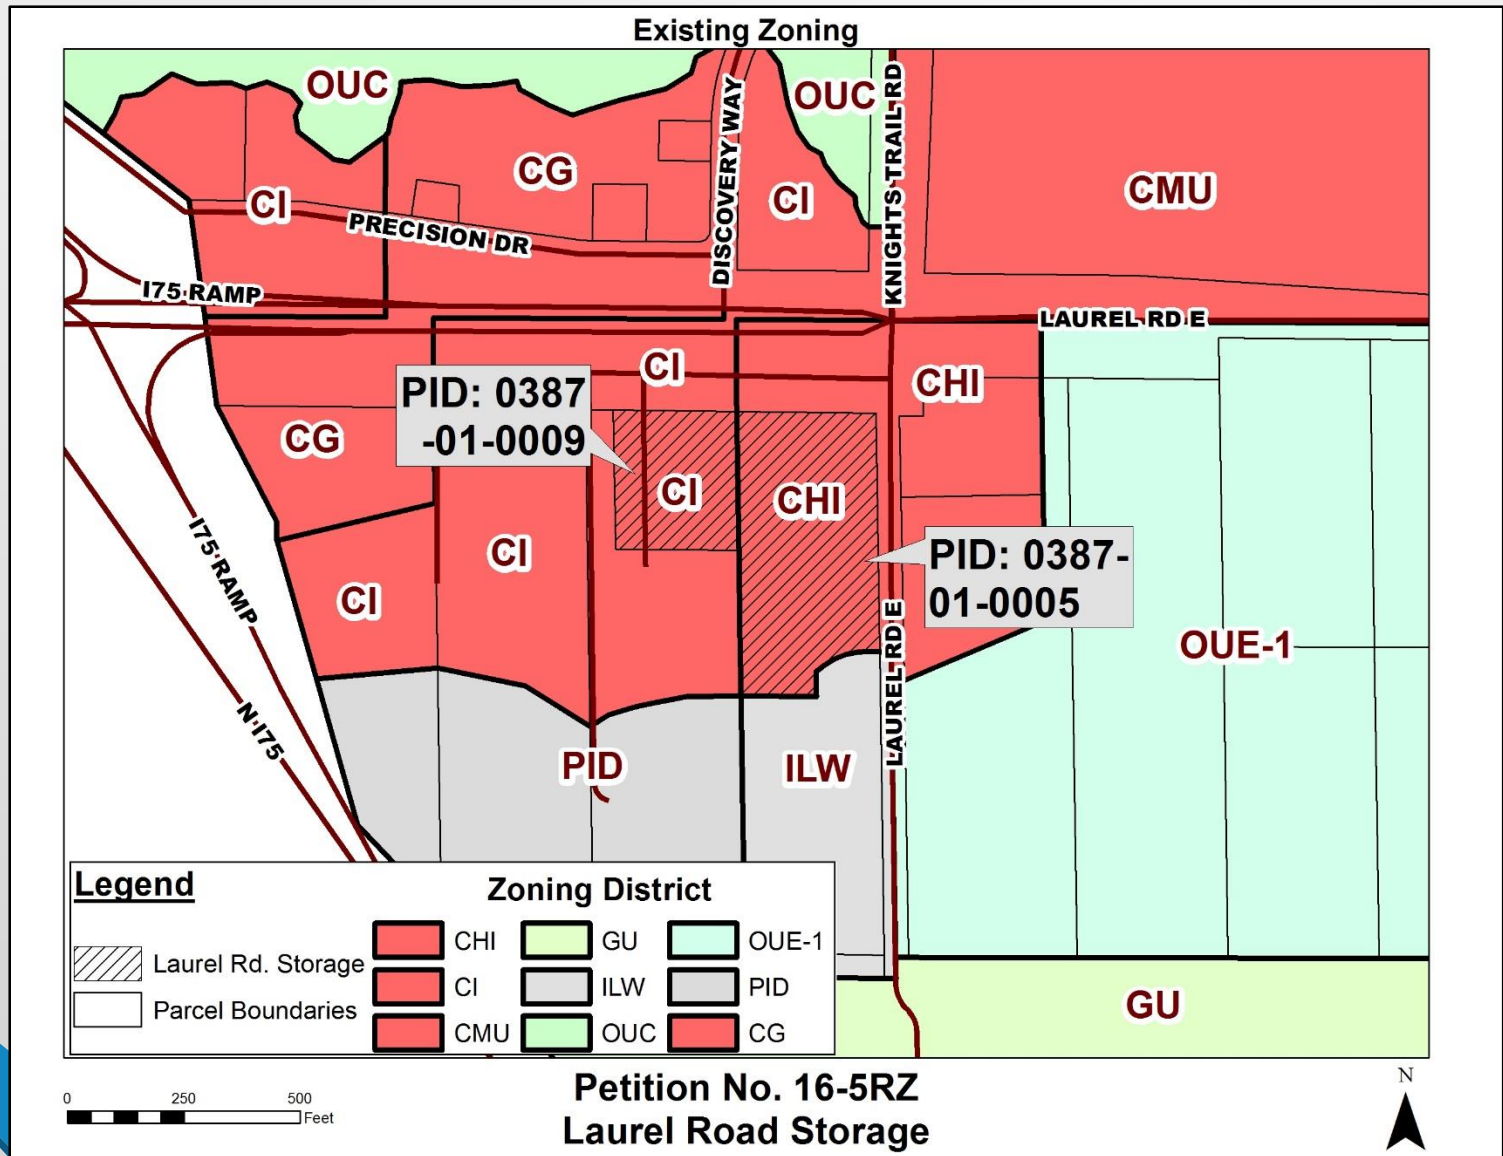 Existing Zoning
OUC
OUC
KNIGHTS TRAIL RD
DISCOVERY WAY
CG
CMU
CI
CI
PRECISION DR
I75 RAMP
LAUREL RD E
CI
CHI
PID: 0387
-01-0009
CG
CI
CHI
I75 RAMP
CI
PID: 0387-
01-0005
CI
OUE-1
LAUREL RD E
N I75
PID
ILW
GU
Legend
Laurel Rd. Storage
Parcel Boundaries
Zoning District
CHI
GU
OUE-1
CI
ILW
PID
CMU
OUC
CG
0
250
500
Feet
Petition No. 16-5RZ
Laurel Road Storage
N